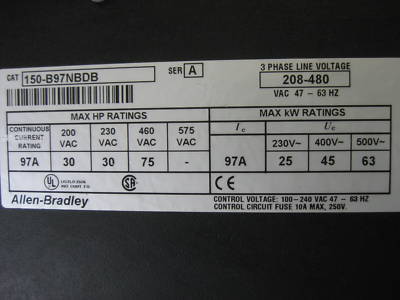 CAT 150-B97NBDB SER A 3 PHASE LINE VOLTAGE
208-480
VAC 47 - 63 HZ
MAX HP RATINGS MAX kW RATINGS
CONTINUOUS CURRENT RATING 200 VAC 230 VAC 460 VAC 575 VAC Ie Ue
230V~ 400V~ 500V~
97A 30 30 75 - 97A 25 45 63
UL LISTED SA CE
Allen-Bradley
CONTROL VOLTAGE: 100-240 VAC 47 - 63 HZ
CONTROL CIRCUIT FUSE 10A MAX, 250V.